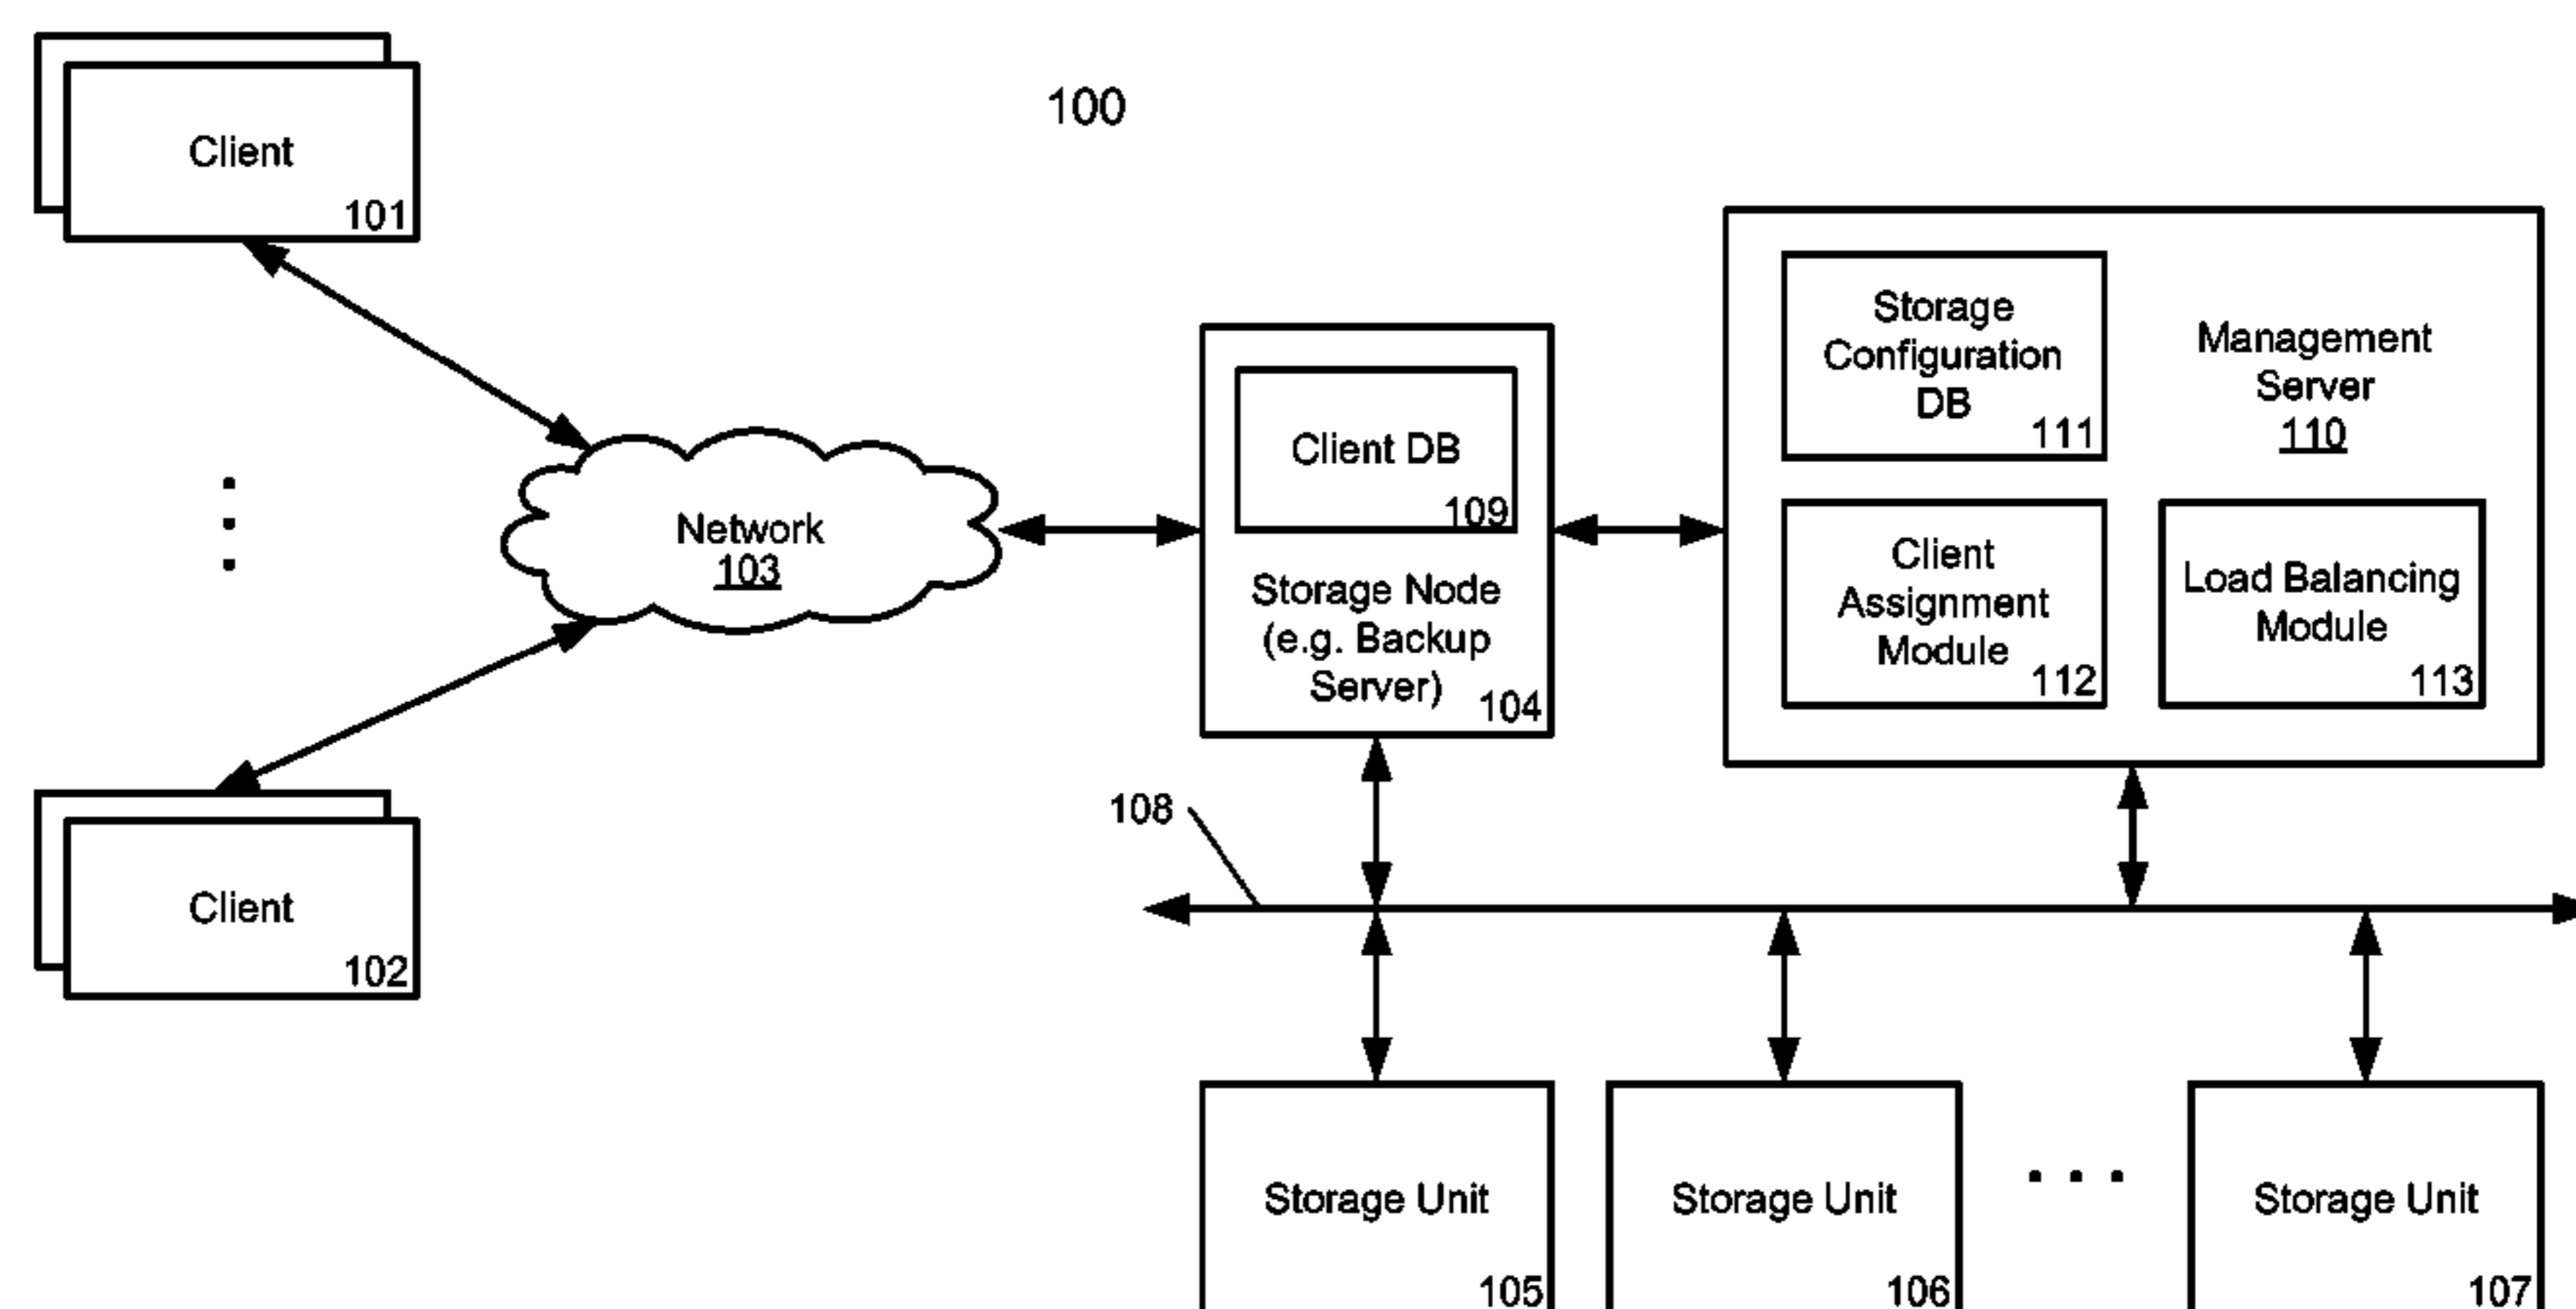 100
Client
101
Client
102
Network
103
Client DB
109
Storage Node
(e.g. Backup
Server)
104
Storage
Configuration
DB
111
Management
Server
110
Client
Assignment
Module
112
Load Balancing
Module
113
108
Storage Unit
105
Storage Unit
106
Storage Unit
107